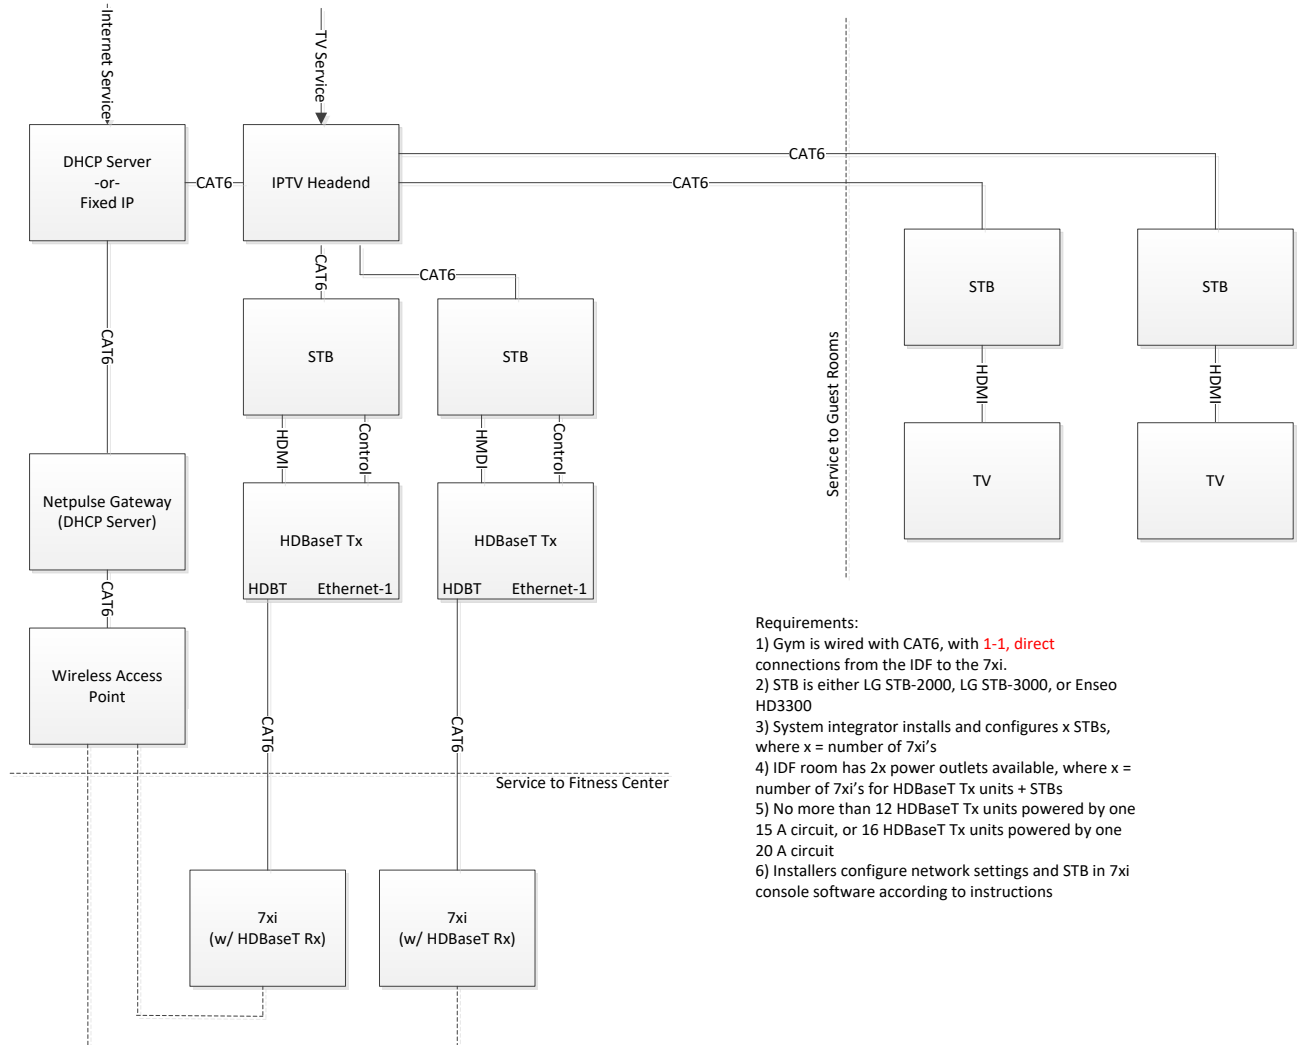 Internet Service
TV Service
DHCP Server
-or-
Fixed IP
CAT6
IPTV Headend
CAT6
CAT6
CAT6
CAT6
CAT6
STB
STB
STB
STB
HDMI
Control
HMDI
Control
HDMI
HDMI
Service to Guest Rooms
TV
TV
Netpulse Gateway
(DHCP Server)
HDBaseT Tx
HDBT
Ethernet-1
HDBaseT Tx
HDBT
Ethernet-1
CAT6
Wireless Access
Point
CAT6
CAT6
Service to Fitness Center
7xi
(w/ HDBaseT Rx)
7xi
(w/ HDBaseT Rx)
Requirements:
1) Gym is wired with CAT6, with 1-1, direct
connections from the IDF to the 7xi.
2) STB is either LG STB-2000, LG STB-3000, or Enseo
HD3300
3) System integrator installs and configures x STBs,
where x = number of 7xi's
4) IDF room has 2x power outlets available, where x =
number of 7xi's for HDBaseT Tx units + STBs
5) No more than 12 HDBaseT Tx units powered by one
15 A circuit, or 16 HDBaseT Tx units powered by one
20 A circuit
6) Installers configure network settings and STB in 7xi
console software according to instructions